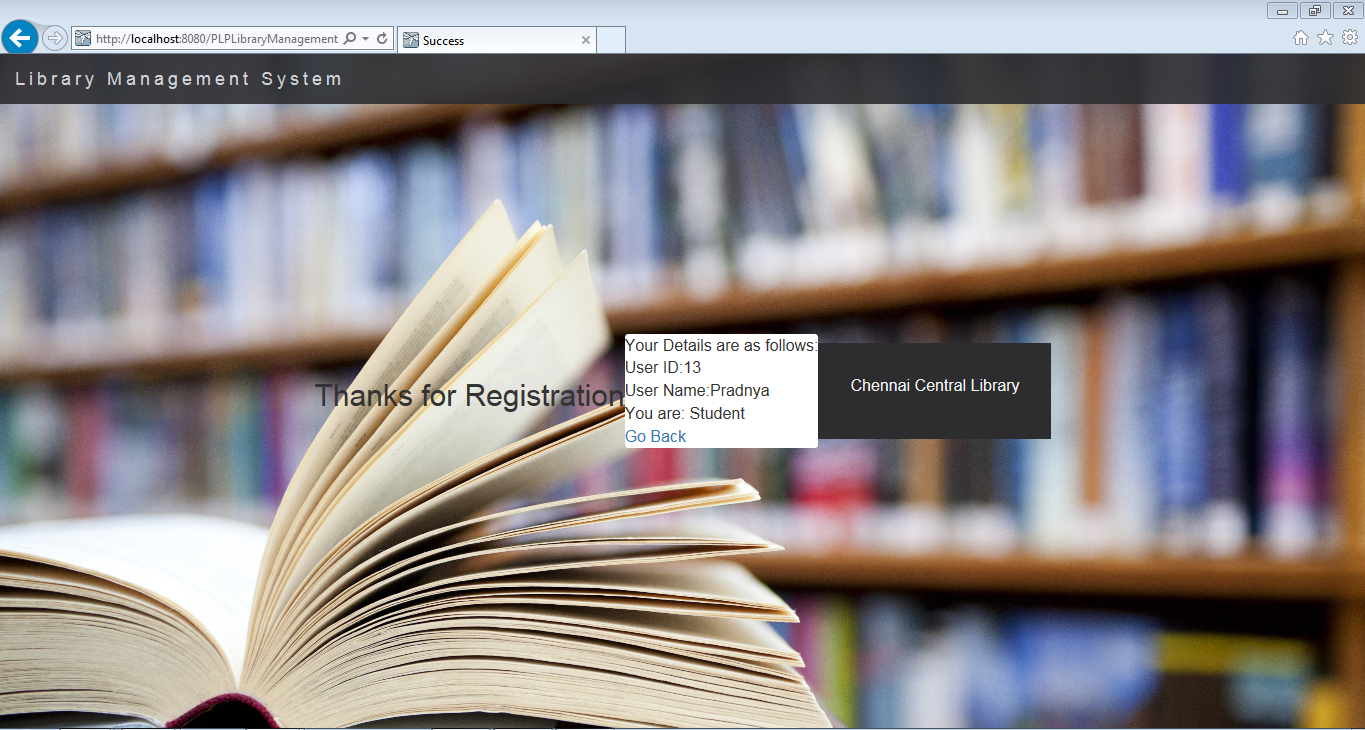 http://localhost:8080/PLPLibraryManagement
Success
Library Management System
Thanks for Registration
Your Details are as follows:
User ID:13
User Name:Pradnya
You are: Student
Go Back
Chennai Central Library